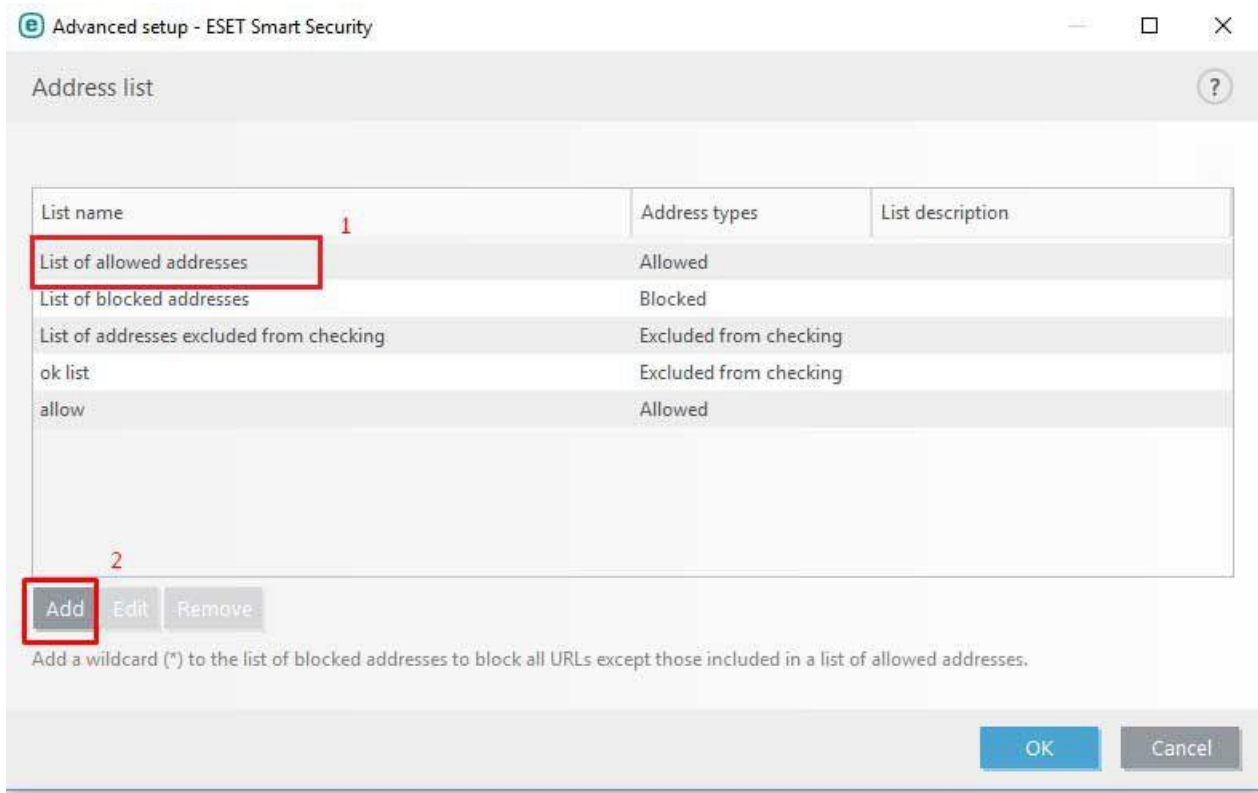 e Advanced setup - ESET Smart Security
Address list ?
List name Address types List description
1
List of allowed addresses Allowed
List of blocked addresses Blocked
List of addresses excluded from checking Excluded from checking
ok list Excluded from checking
allow Allowed
2
Add Edit Remove
Add a wildcard (*) to the list of blocked addresses to block all URLs except those included in a list of allowed addresses.
OK Cancel